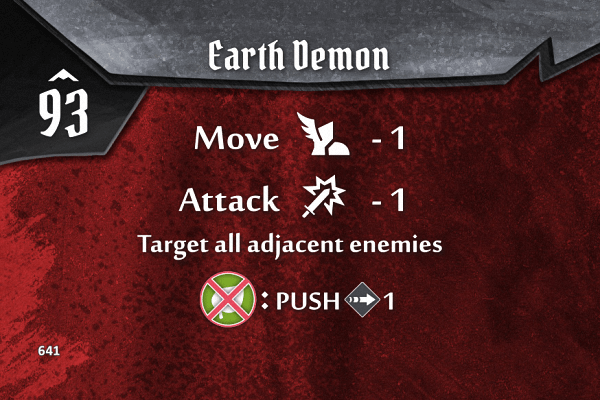 Earth Demon
93
Move - 1
Attack - 1
Target all adjacent enemies
: PUSH 1
641